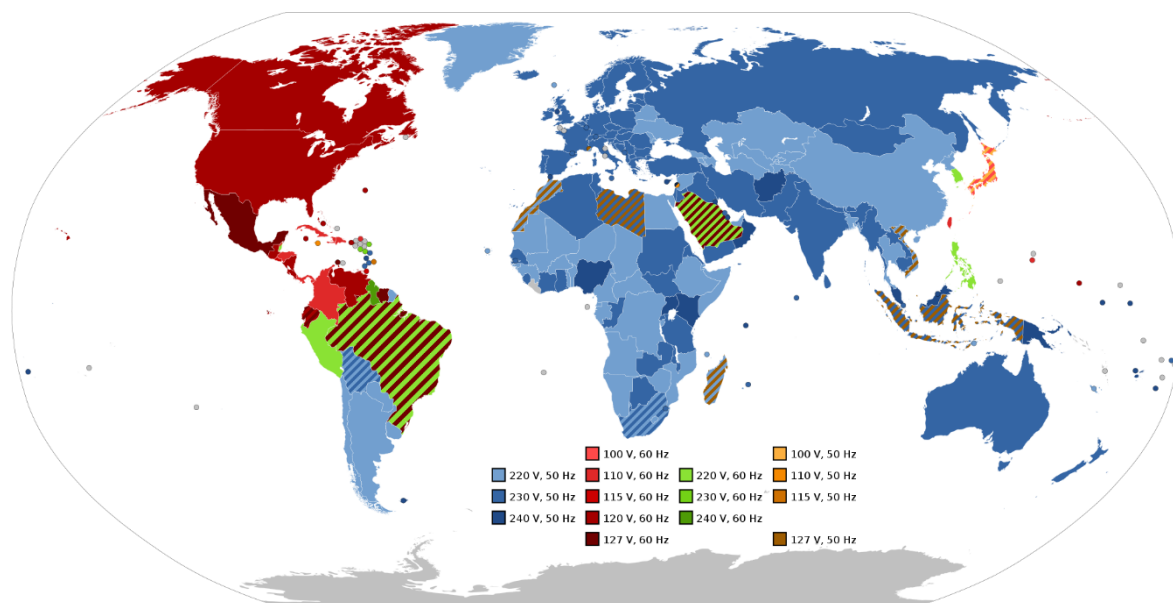 100 V, 60 Hz 100 V, 50 Hz
220 V, 50 Hz 110 V, 60 Hz 220 V, 60 Hz 110 V, 50 Hz
230 V, 50 Hz 115 V, 60 Hz 230 V, 60 Hz 115 V, 50 Hz
240 V, 50 Hz 120 V, 60 Hz 240 V, 60 Hz
127 V, 60 Hz 127 V, 50 Hz